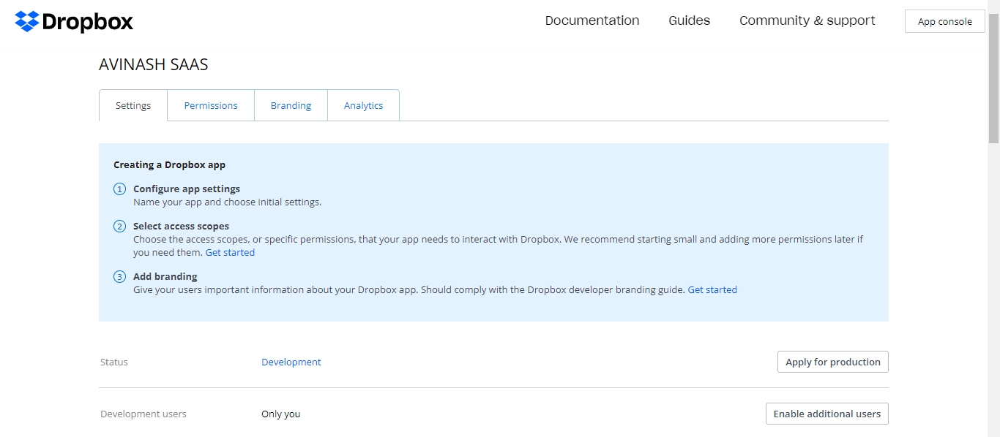 Dropbox
Documentation
Guides
Community & support
App console
AVINASH SAAS
Settings
Permissions
Branding
Analytics
Creating a Dropbox app
1 Configure app settings
Name your app and choose initial settings.
2 Select access scopes
Choose the access scopes, or specific permissions, that your app needs to interact with Dropbox. We recommend starting small and adding more permissions later if
you need them. Get started
3 Add branding
Give your users important information about your Dropbox app. Should comply with the Dropbox developer branding guide. Get started
Status
Development
Apply for production
Development users
Only you
Enable additional users